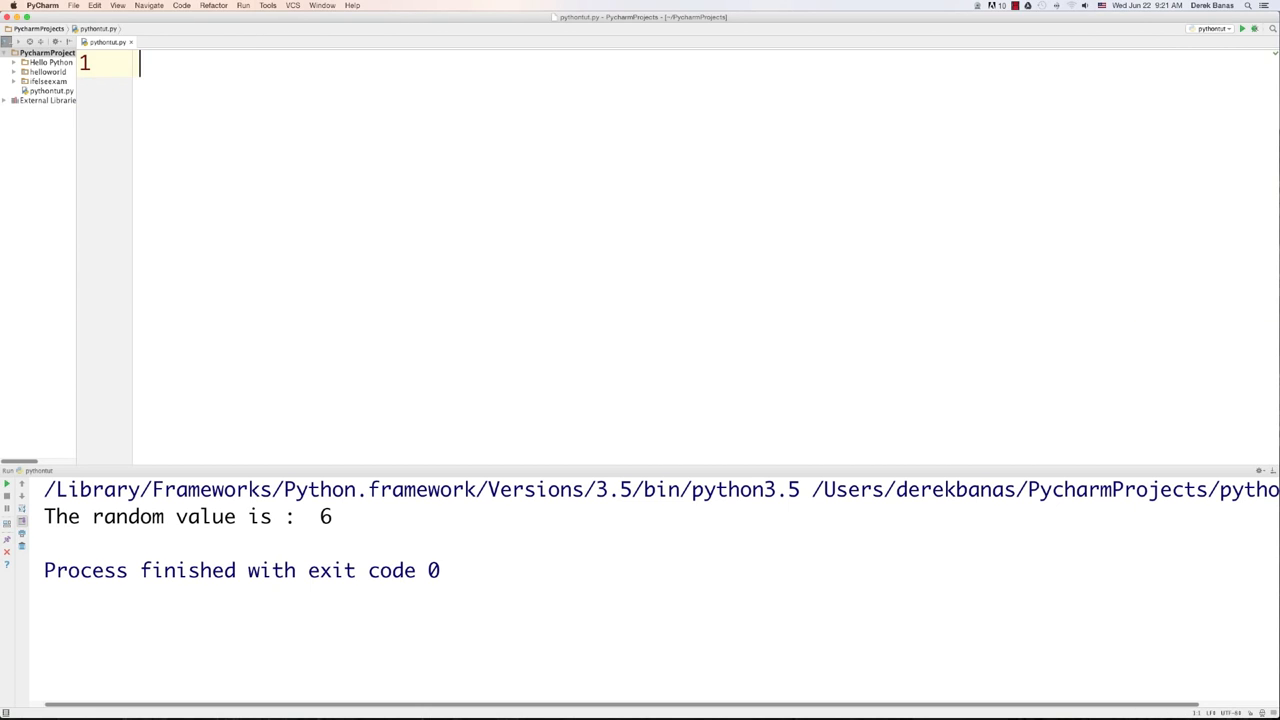 PyCharm File Edit View Navigate Code Refactor Run Tools VCS Window Help 10 Wed Jun 22 9:21 AM Derek Banas
pythontut.py - PycharmProjects - [~/PycharmProjects]
PycharmProjects pythontut.py pythontut
pythontut.py
PycharmProject
Hello Python
helloworld
ifelseexam
pythontut.py
External Librarie
1
Run pythontut
/Library/Frameworks/Python.framework/Versions/3.5/bin/python3.5 /Users/derekbanas/PycharmProjects/pytho
The random value is :  6
Process finished with exit code 0
1:1 LF÷ UTF-8÷